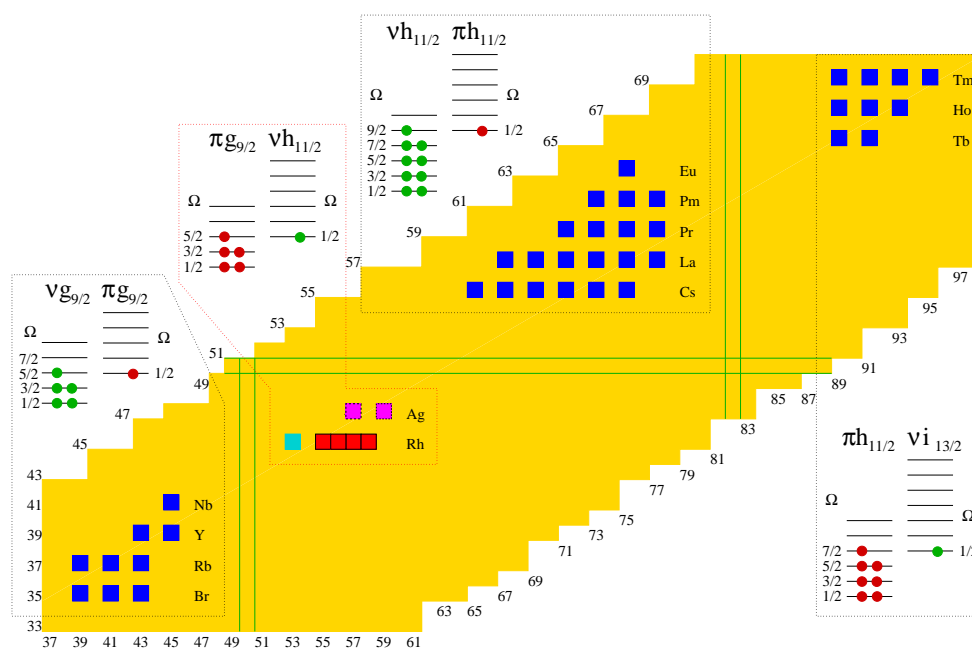 νh11/2 πh11/2
Ω Ω
9/2 1/2
7/2
5/2
3/2
1/2
πg9/2 νh11/2
Ω Ω
5/2 1/2
3/2
1/2
νg9/2 πg9/2
Ω Ω
7/2
5/2 1/2
3/2
1/2
πh11/2 νi13/2
Ω Ω
7/2 1/2
5/2
3/2
1/2
Tm
Ho
Tb
Eu
Pm
Pr
La
Cs
Ag
Rh
Nb
Y
Rb
Br
69
67
65
63
61
59
57
55
53
51
49
47
45
43
41
39
37
35
33
37 39 41 43 45 47 49 51 53 55 57 59 61
63 65 67
69
71
73
75
77
79
81
83
85 87
89
91
93
95
97